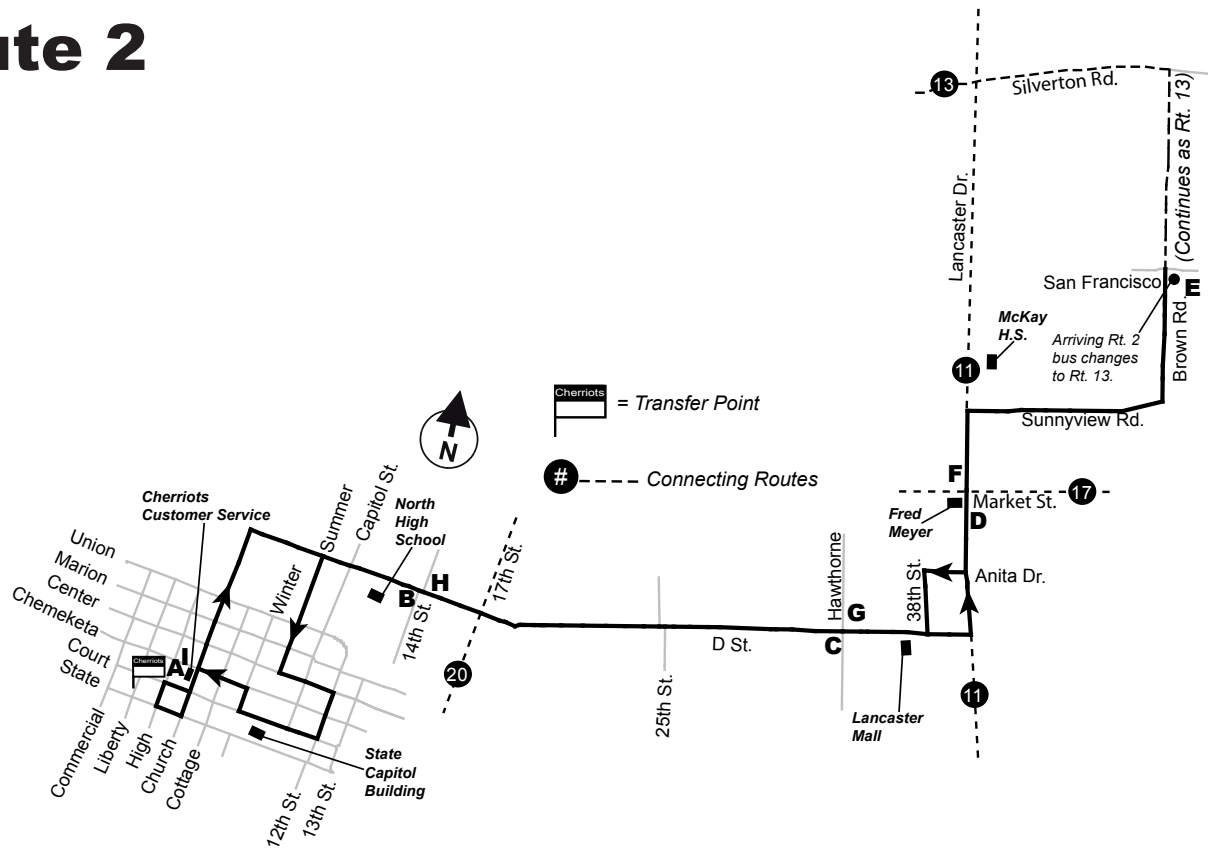 ute 2
13
Silverton Rd.
(Continues as Rt. 13)
Lancaster Dr.
San Francisco
E
Brown Rd.
McKay
H.S.
Arriving Rt. 2
bus changes
to Rt. 13.
11
Sunnyview Rd.
Cherriots
= Transfer Point
N
#
Connecting Routes
F
17
Market St.
Fred
Meyer
D
Cherriots
Customer Service
Summer
Capitol St.
North
High
School
Union
Marion
Center
Chemeketa
Court
State
Winter
B
H
14th St.
17th St.
20
Hawthorne
38th St.
Anita Dr.
G
C
D St.
25th St.
Lancaster
Mall
11
Cherriots
A
I
Commercial
Liberty
High
Church
Cottage
State
Capitol
Building
12th St.
13th St.